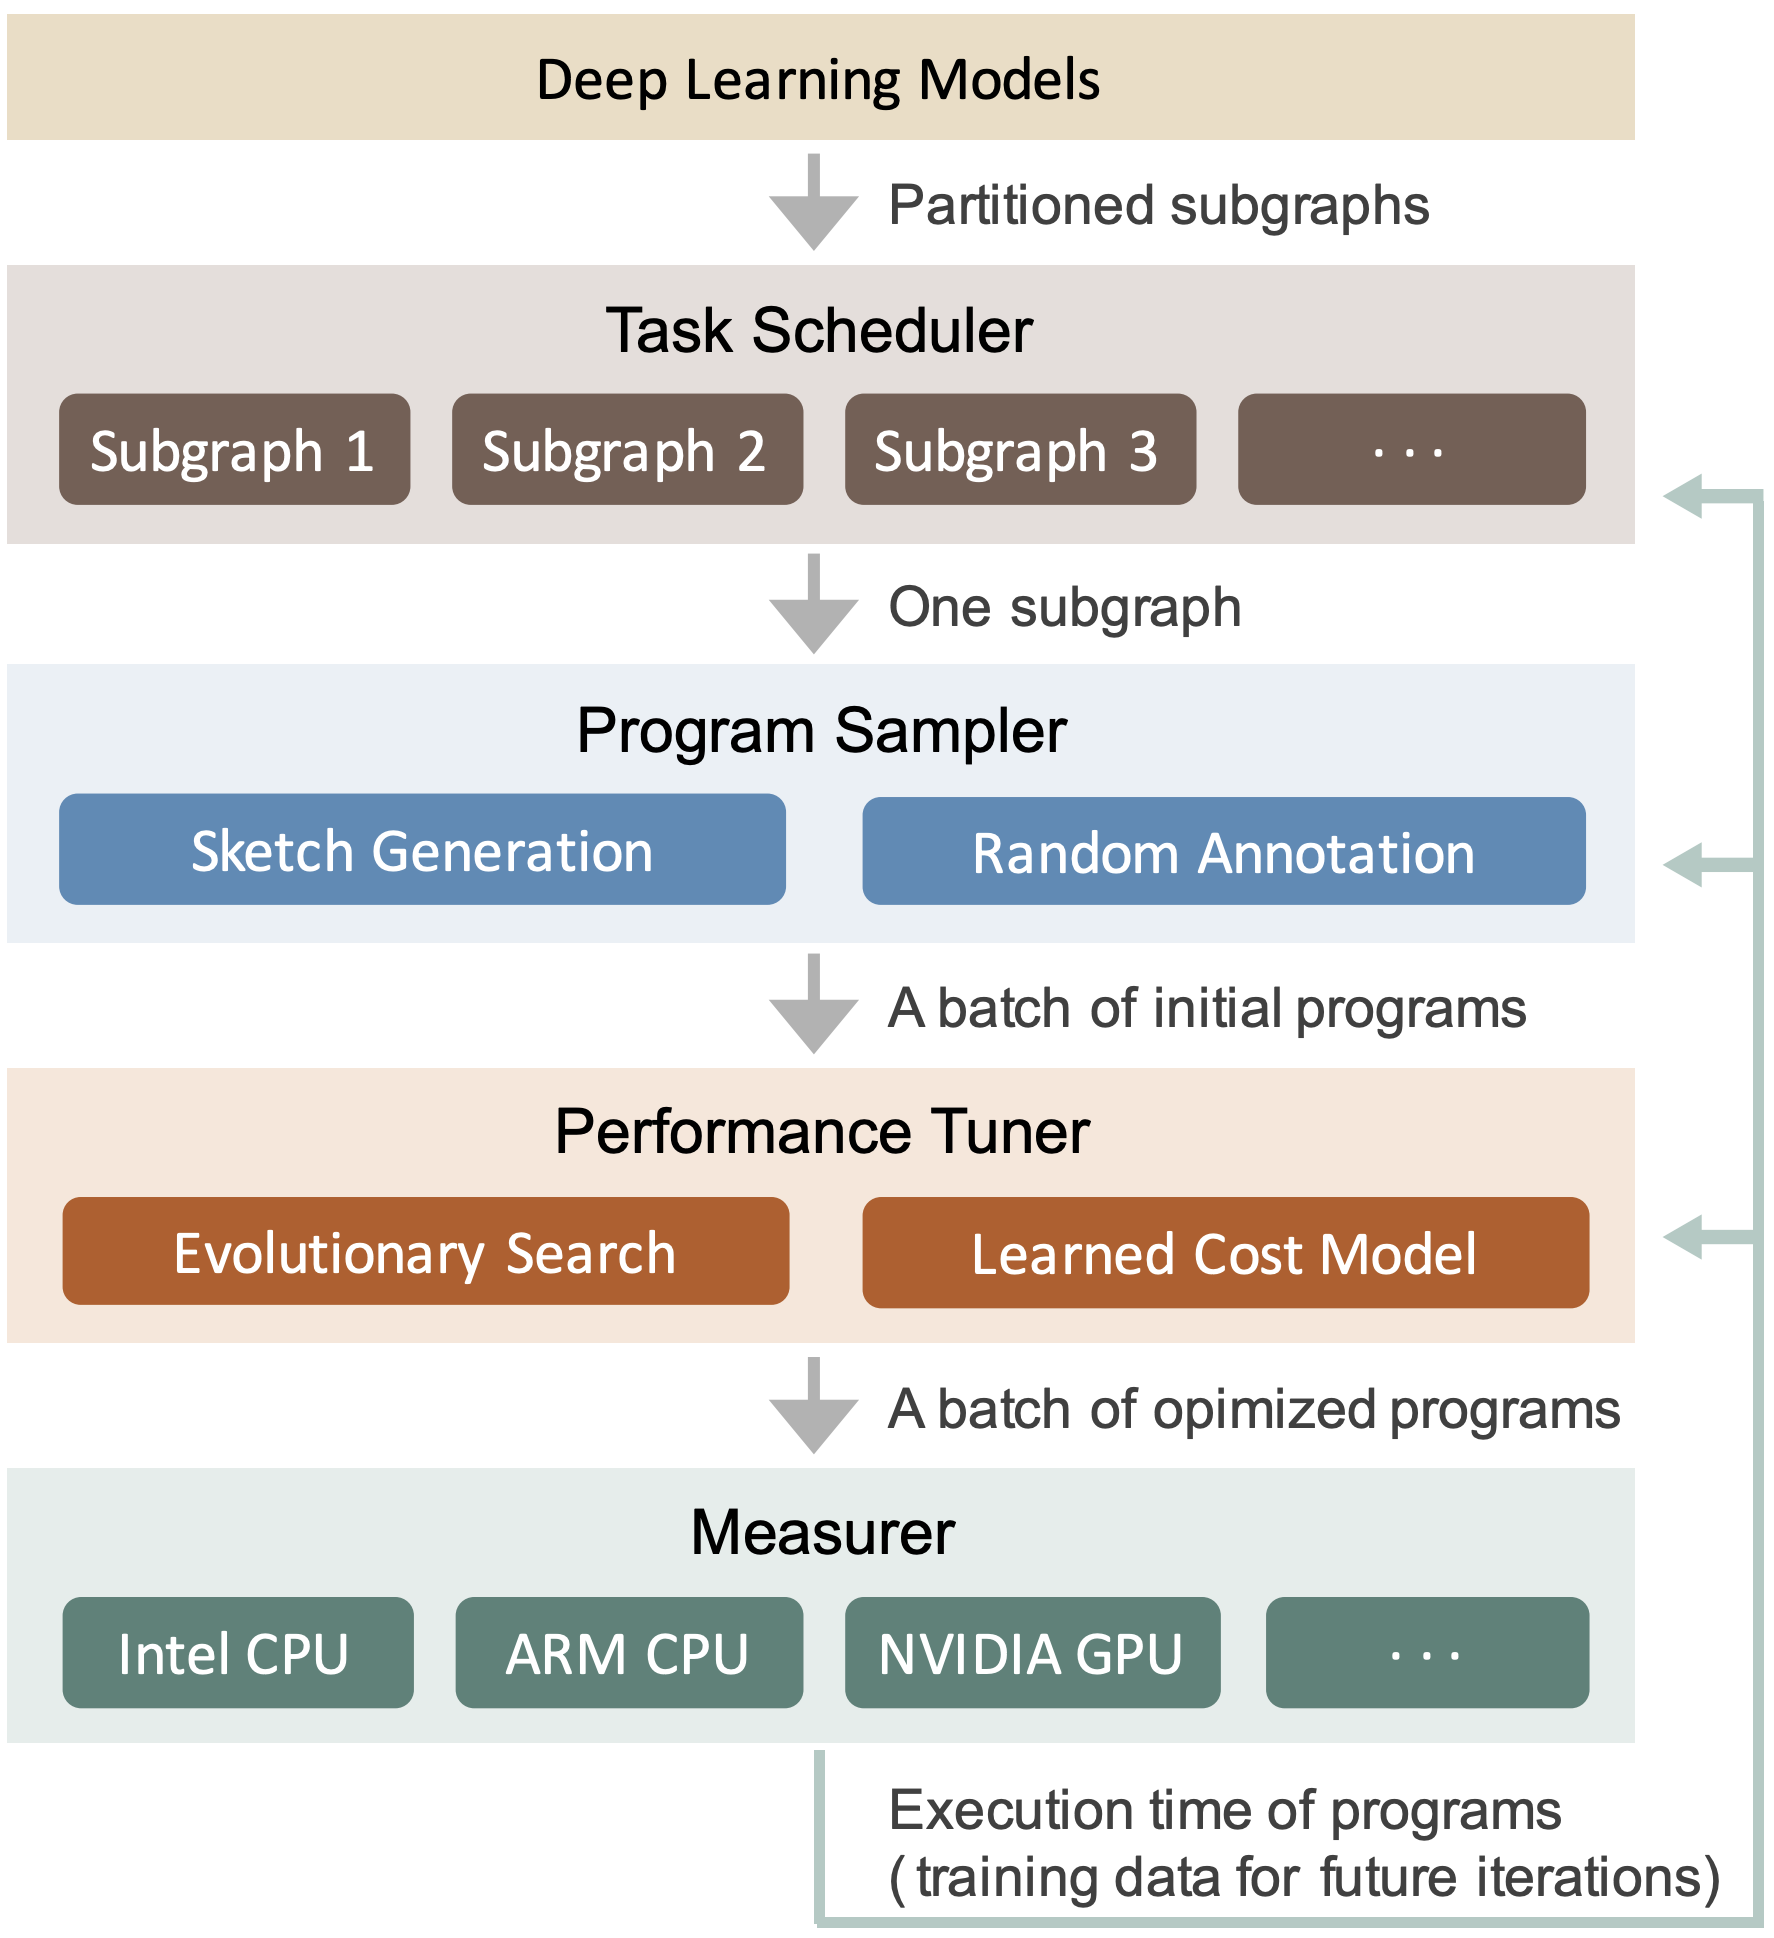 Deep Learning Models
Partitioned subgraphs
Task Scheduler
Subgraph 1
Subgraph 2
Subgraph 3
. . .
One subgraph
Program Sampler
Sketch Generation
Random Annotation
A batch of initial programs
Performance Tuner
Evolutionary Search
Learned Cost Model
A batch of opimized programs
Measurer
Intel CPU
ARM CPU
NVIDIA GPU
. . .
Execution time of programs
( training data for future iterations)